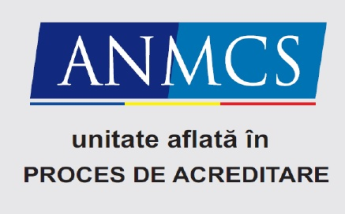 ANMCS
unitate aflată în
PROCES DE ACREDITARE